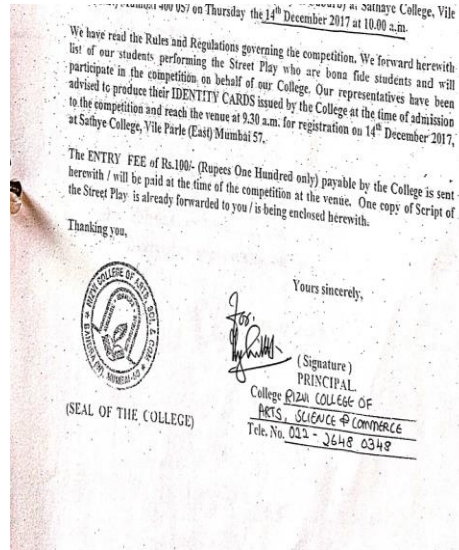 Mumbai 400 057 on Thursday the 14th December 2017 at 10.00 a.m.
at Sathaye College, Vile
We have read the Rules and Regulations governing the competition. We forward herewith
list of our students performing the Street Play who are bona fide students and will
participate in the competition on behalf of our College. Our representatives have been
advised to produce their IDENTITY CARDS issued by the College at the time of admission
to the competition and reach the venue at 9.30 a.m. for registration on 14th December 2017,
at Sathye College, Vile Parle (East) Mumbai 57.
The ENTRY FEE of Rs.100/- (Rupees One Hundred only) payable by the College is sent
herewith / will be paid at the time of the competition at the venue. One copy of Script of
the Street Play is already forwarded to you / is being enclosed herewith.
Thanking you,
Yours sincerely,
RIZVI COLLEGE OF ARTS, SCI. & COM.
BANDRA (W), MUMBAI-50
For,
(Signature)
PRINCIPAL.
College RIZVI COLLEGE OF
ARTS, SCIENCE & COMMERCE
(SEAL OF THE COLLEGE)
Tele. No. 022 - 2648 0348